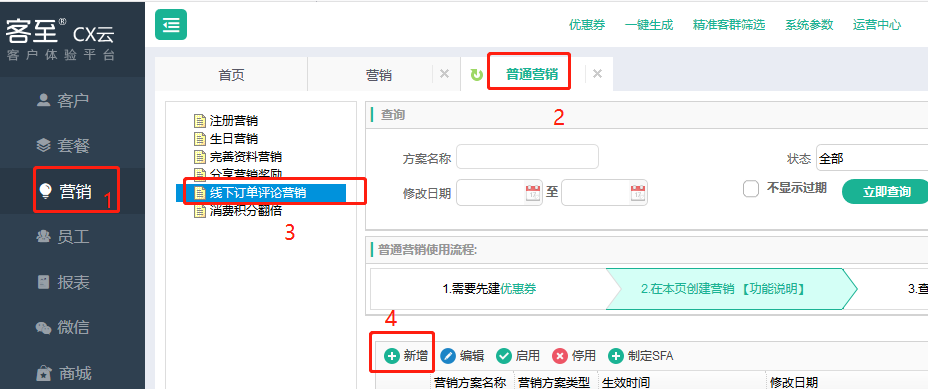 客至® CX云
客户体验平台
客户
套餐
营销 1
员工
报表
微信
商城
优惠券 一键生成 精准客群筛选 系统参数 运营中心
首页 营销 普通营销
2
注册营销
生日营销
完善资料营销
分享营销奖励
线下订单评论营销
消费积分翻倍
3
查询
方案名称 状态 全部
修改日期 至 不显示过期 立即查询
普通营销使用流程:
1.需要先建优惠券 2.在本页创建营销 【功能说明】 3.查
4
新增 编辑 启用 停用 制定SFA
营销方案名称 营销方案类型 生效时间 修改日期